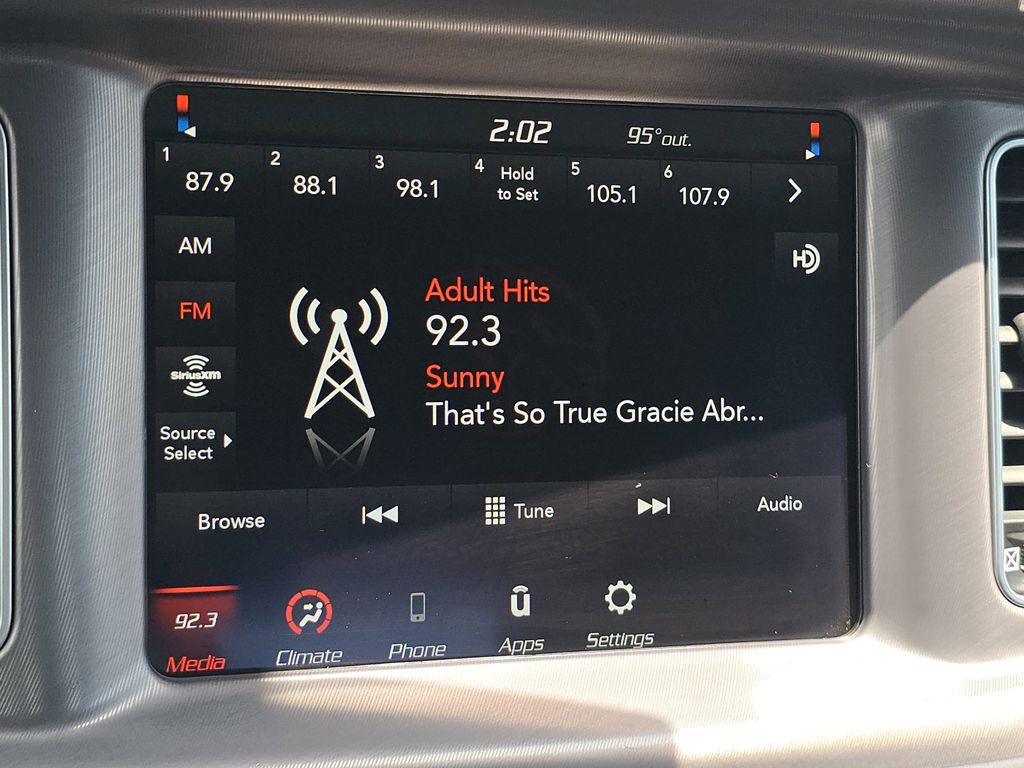 2:02 95°out.
1 87.9 2 88.1 3 98.1 4 Hold to Set 5 105.1 6 107.9
AM
HD
Adult Hits
FM
92.3
SiriusXM
Sunny
That's So True Gracie Abr...
Source
Select
Browse Tune Audio
92.3
Media Climate Phone Apps Settings